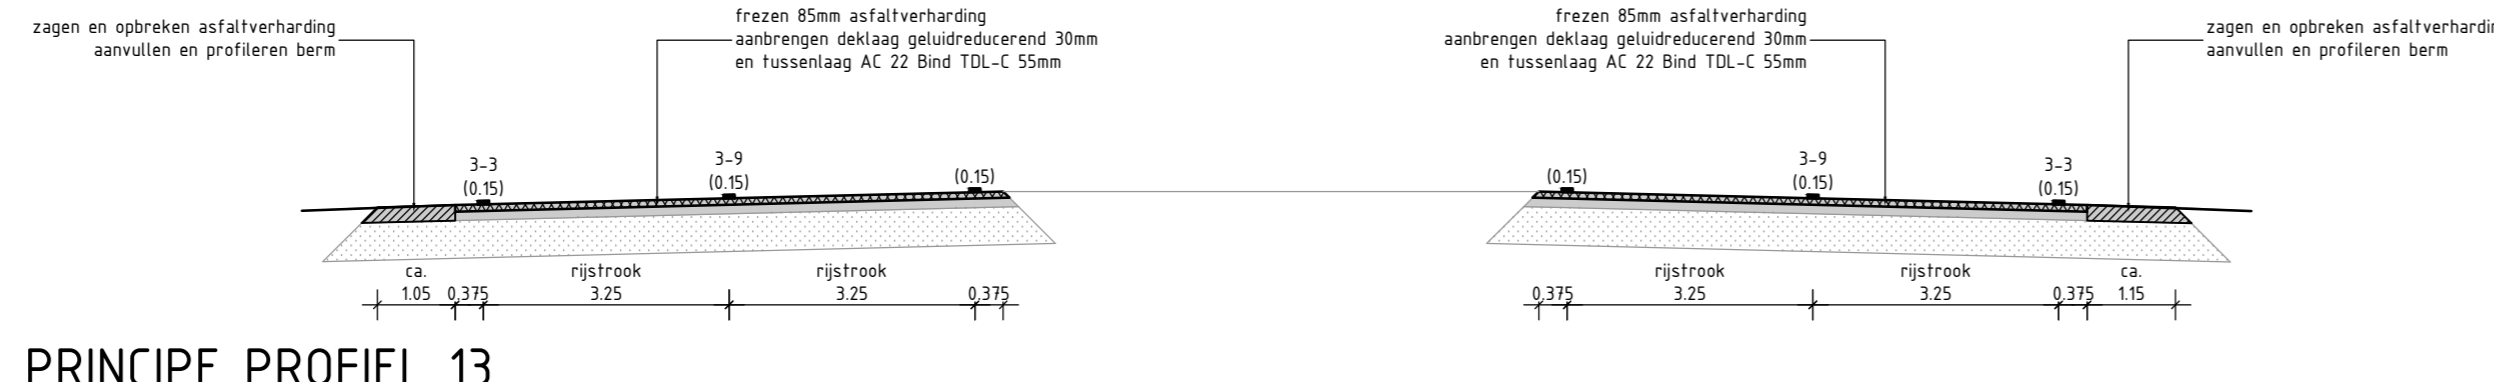 zagen en opbreken asfaltverharding
aanvullen en profileren berm
frezen 85mm asfaltverharding
aanbrengen deklaag geluidreducerend 30mm
en tussenlaag AC 22 Bind TDL-C 55mm
frezen 85mm asfaltverharding
aanbrengen deklaag geluidreducerend 30mm
en tussenlaag AC 22 Bind TDL-C 55mm
aanvullen en profileren berm
zagen en opbreken
3-3
(0.15)
3-9
(0.15)
(0.15)
(0.15)
3-9
(0.15)
3-3
(0.15)
ca.
1.05
0.375
rijstrook
3.25
rijstrook
3.25
0.375
0.375
rijstrook
3.25
rijstrook
3.25
0.375
ca.
1.15
PRINCIPE PROFIEL 13